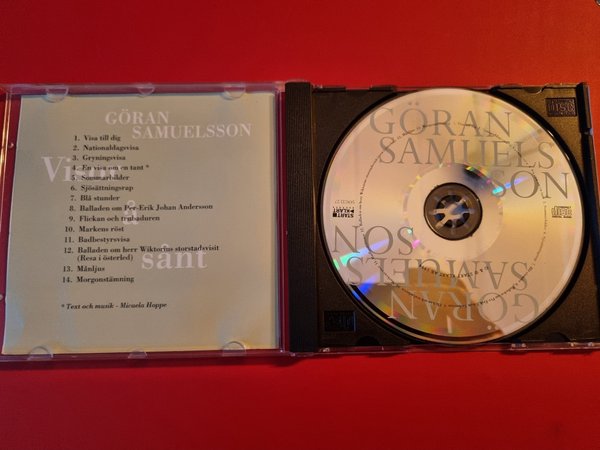 GÖRAN
SAMUELSSON
Visor
å
sånt
1. Visa till dig
2. Nationaldagsvisa
3. Gryningsvisa
4. En visa om en tant *
5. Sommarbilder
6. Sjösättningsrap
7. Blå stunder
8. Balladen om Per-Erik Johan Andersson
9. Flickan och trubaduren
10. Markens röst
11. Badbestyrsvisa
12. Balladen om herr Wiktorins storstadsvisit
(Resa i österled)
13. Månljus
14. Morgonstämning
* Text och musik - Micaela Hoppe
GÖRAN
SAMUELS
SON
START
KLART
GÖRAN
SAMUELS
SON